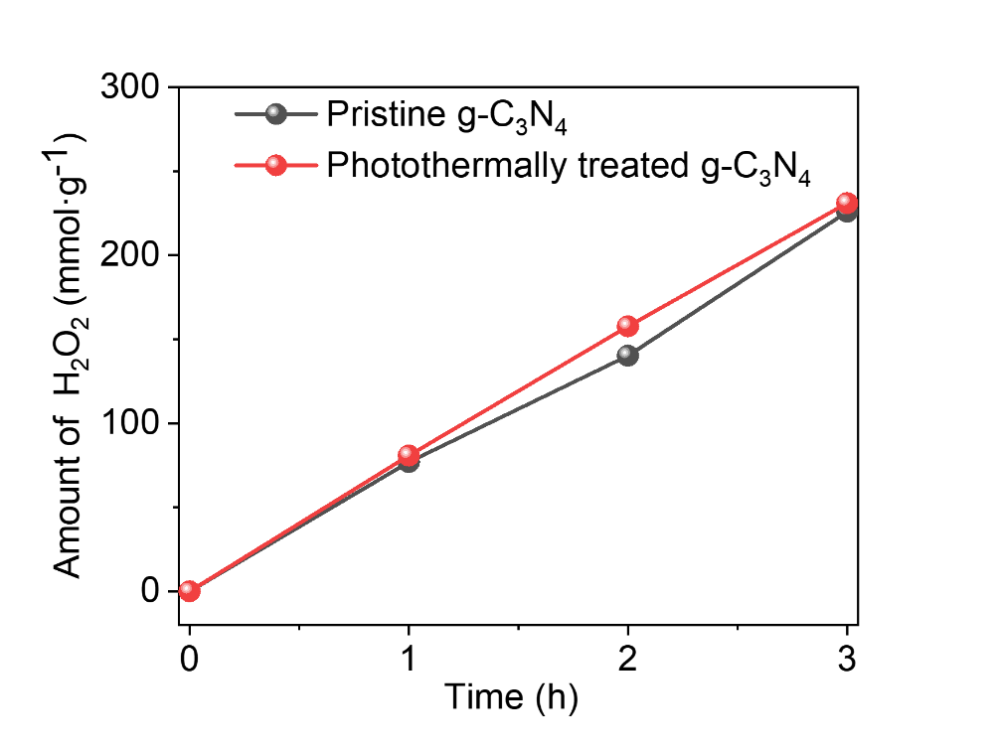 300
200
100
0
Amount of H₂O₂ (mmol·g⁻¹)
Pristine g-C₃N₄
Photothermally treated g-C₃N₄
0 1 2 3
Time (h)